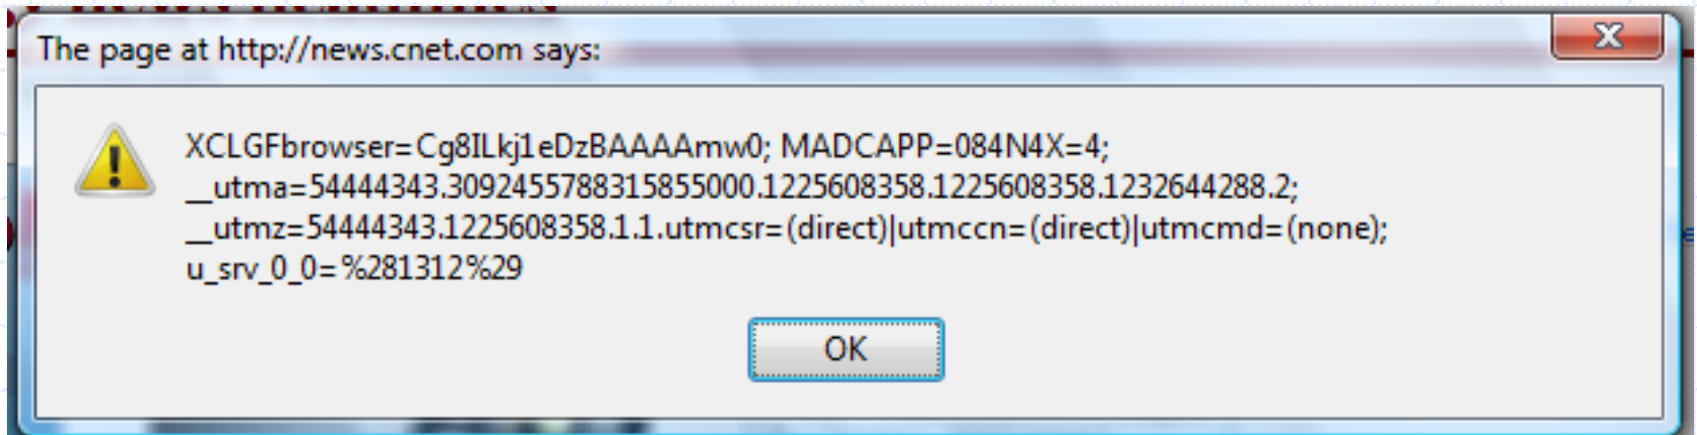 The page at http://news.cnet.com says:
XCLGFbrowser=Cg8ILkj1eDzBAAAAmw0; MADCAPP=084N4X=4;
__utma=54444343.3092455788315855000.1225608358.1225608358.1232644288.2;
__utmz=54444343.1225608358.1.1.utmcsr=(direct)|utmccn=(direct)|utmcmd=(none);
u_srv_0_0=%281312%29
OK